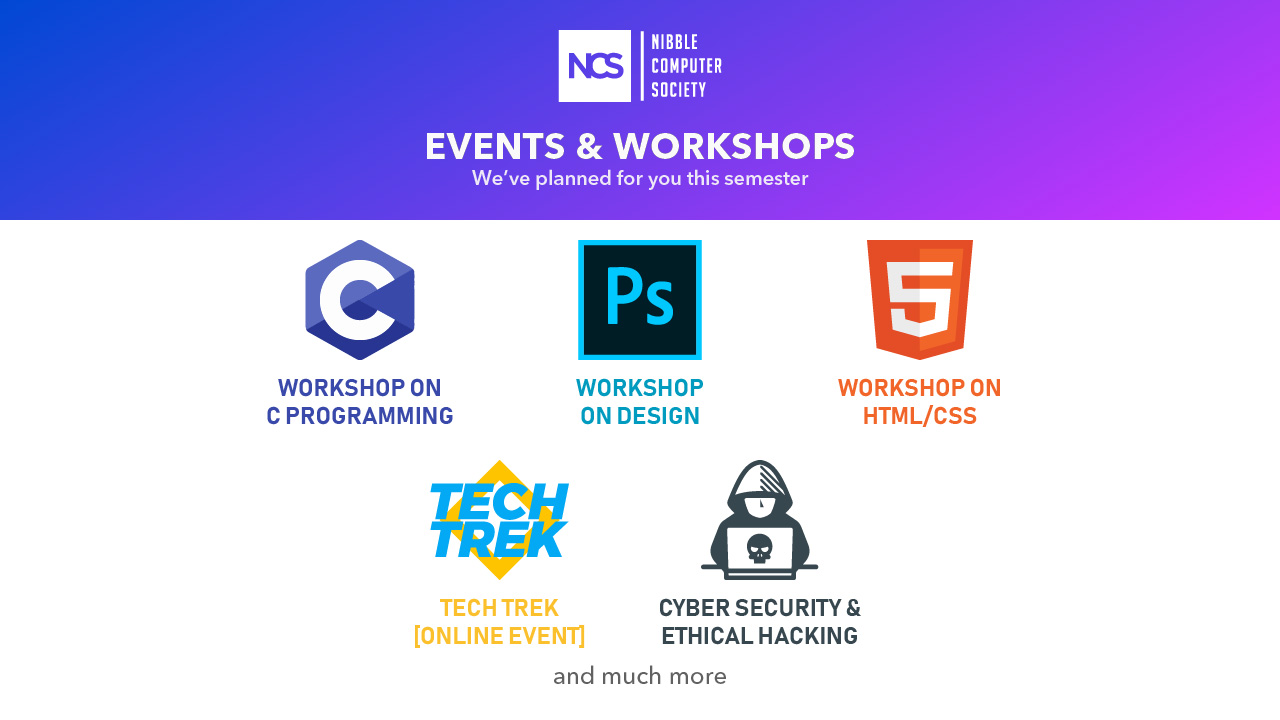 NCS
NIBBLE
COMPUTER
SOCIETY
EVENTS & WORKSHOPS
We’ve planned for you this semester
C
Ps
5
WORKSHOP ON
C PROGRAMMING
WORKSHOP
ON DESIGN
WORKSHOP ON
HTML/CSS
TECH
TREK
TECH TREK
[ONLINE EVENT]
CYBER SECURITY &
ETHICAL HACKING
and much more